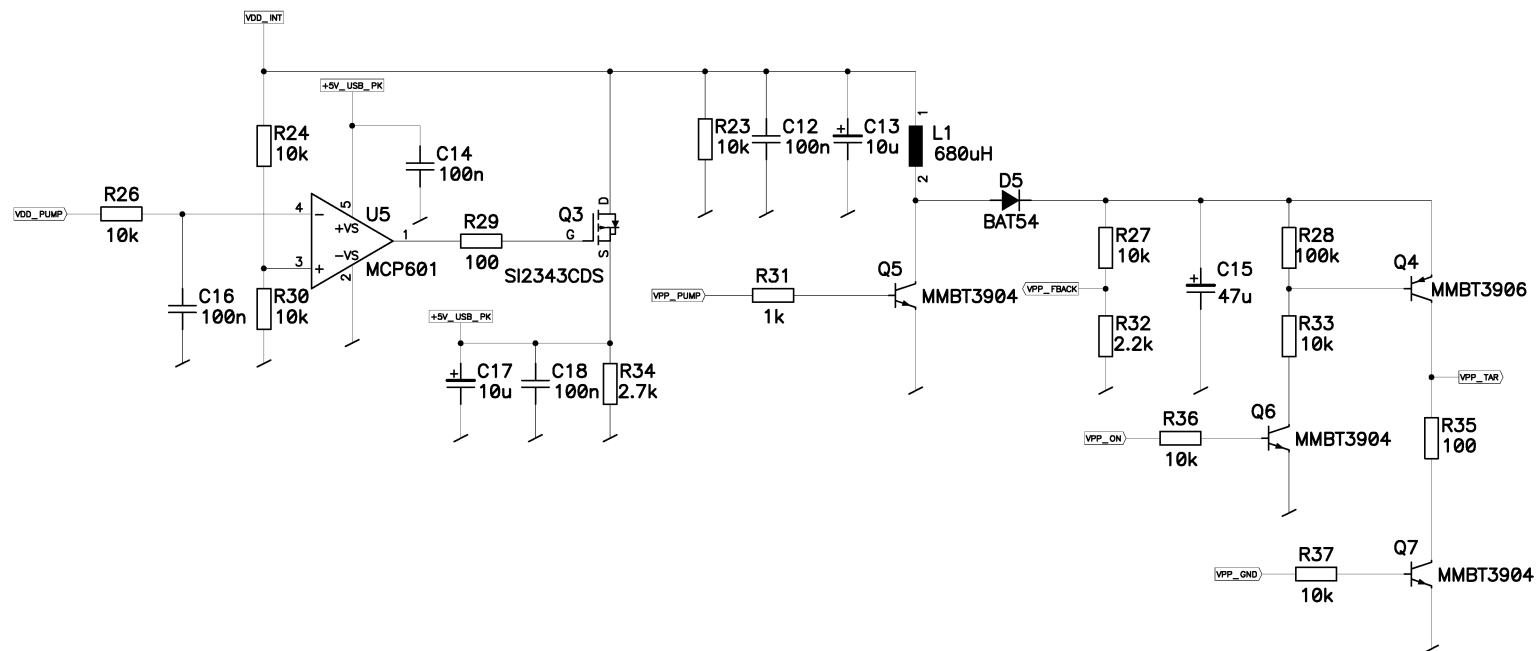 VDD_INT
+5V_USB_PK
R24
10k
C14
100n
R23
10k
C12
100n
+
C13
10u
1
L1
680uH
2
R26
VDD_PUMP
10k
4
−
5
U5
+VS
1
−VS
3
+
2
MCP601
R29
100
Q3
D
G
S
SI2343CDS
D5
BAT54
R27
10k
R28
100k
Q4
MMBT3906
C16
100n
R30
10k
VPP_PUMP
R31
1k
Q5
MMBT3904
VPP_FBACK
+
C15
47u
R32
2.2k
R33
10k
+5V_USB_PK
+
C17
10u
C18
100n
R34
2.7k
VPP_TAR
VPP_ON
R36
10k
Q6
MMBT3904
R35
100
VPP_GND
R37
10k
Q7
MMBT3904